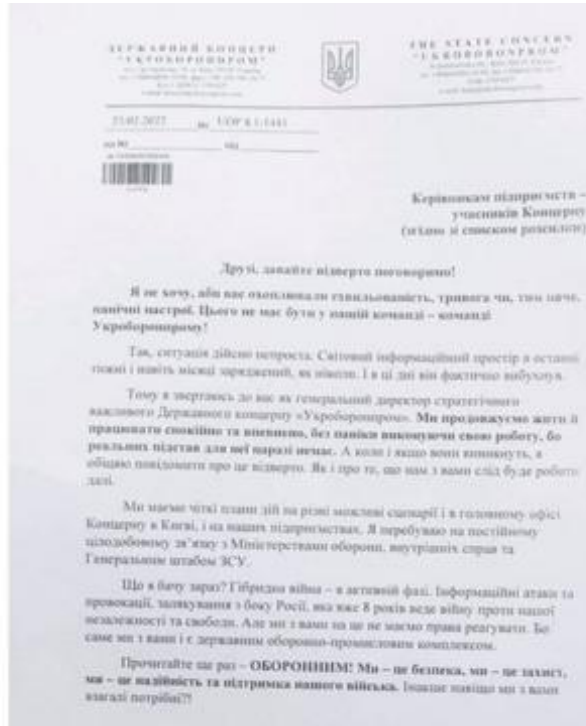 ДЕРЖАВНИЙ КОНЦЕРН
"УКРОБОРОНПРОМ"
THE STATE CONCERN
"UKROBORONPROM"
UOP
Керівникам підприємств –
учасників Концерну
(згідно зі списком розсилки)
Друзі, давайте відверто поговоримо!
Я не хочу, аби вас охоплювали схвильованість, тривога чи, тим паче,
панічні настрої. Цього не має бути у нашій команді – команді
Укроборонпрому!
Так, ситуація дійсно непроста. Світовий інформаційний простір в останні
тижні і навіть місяці заряджений, як ніколи. І в ці дні він фактично вибухнув.
Тому я звертаюсь до вас як генеральний директор стратегічного
важливого Державного концерну «Укроборонпром». Ми продовжуємо жити й
працювати спокійно та впевнено, без паніки виконуючи свою роботу, бо
реальних підстав для неї наразі немає. А коли і якщо вони виникнуть, я
обіцяю повідомити про це відверто. Як і про те, що нам з вами слід буде робити
далі.
Ми маємо чіткі плани дій на різні можливі сценарії і в головному офісі
Концерну в Києві, і на наших підприємствах. Я перебуваю на постійному
цілодобовому зв'язку з Міністерствами оборони, внутрішніх справ та
Генеральним штабом ЗСУ.
Що я бачу зараз? Гібридна війна – в активній фазі. Інформаційні атаки та
провокації, залякування з боку Росії, яка вже 8 років веде війну проти нашої
незалежності та свободи. Але ми з вами на це не маємо права реагувати. Бо
саме ми з вами і є державним оборонно-промисловим комплексом.
Прочитайте ще раз – ОБОРОННИМ! Ми – це безпека, ми – це захист,
ми – це надійність та підтримка нашого війська. Інакше навіщо ми з вами
взагалі потрібні?!